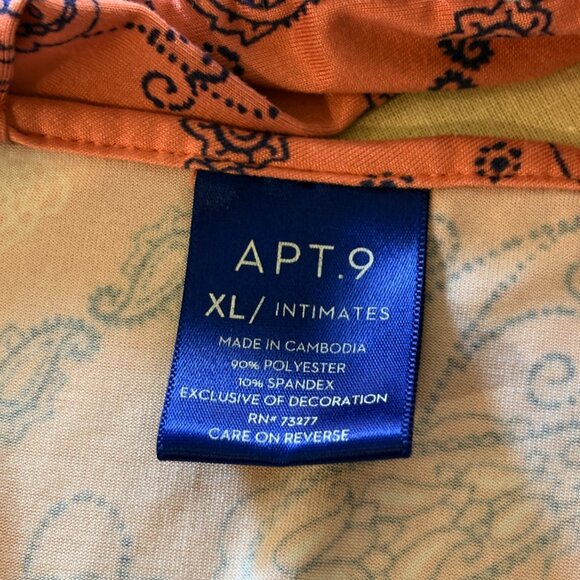 APT.9
XL/ INTIMATES
MADE IN CAMBODIA
90% POLYESTER
10% SPANDEX
EXCLUSIVE OF DECORATION
RN# 73277
CARE ON REVERSE